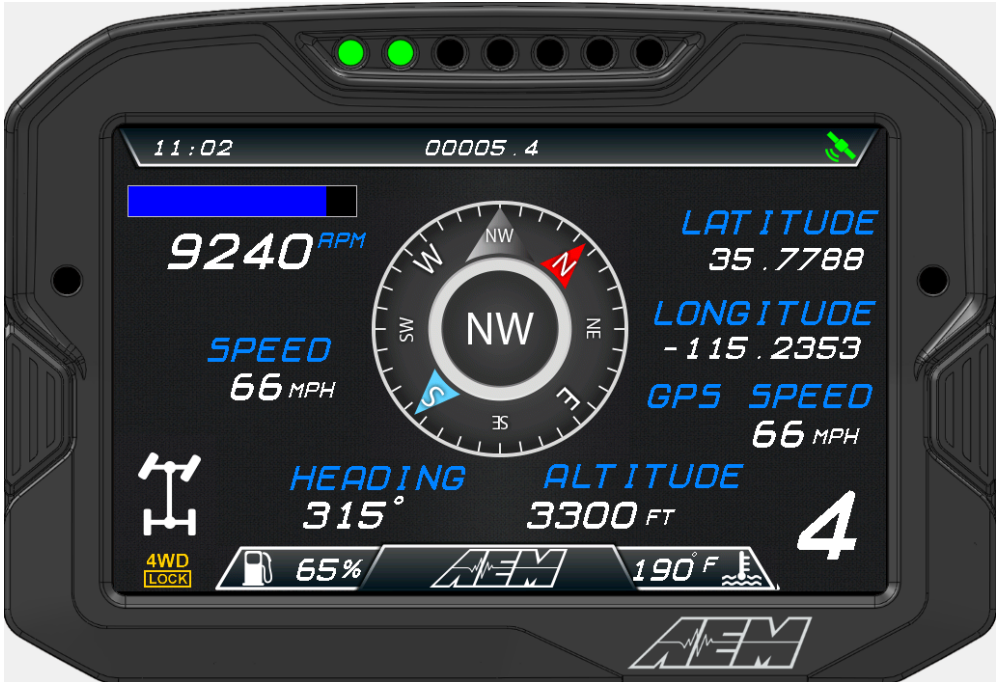 11:02
00005.4
9240 RPM
SPEED
66 MPH
NW
N
W
NE
SW
E
S
SE
NW
LATITUDE
35.7788
LONGITUDE
-115.2353
GPS SPEED
66 MPH
HEADING
315°
ALTITUDE
3300 FT
4
4WD
LOCK
65%
AEM
190°F
AEM